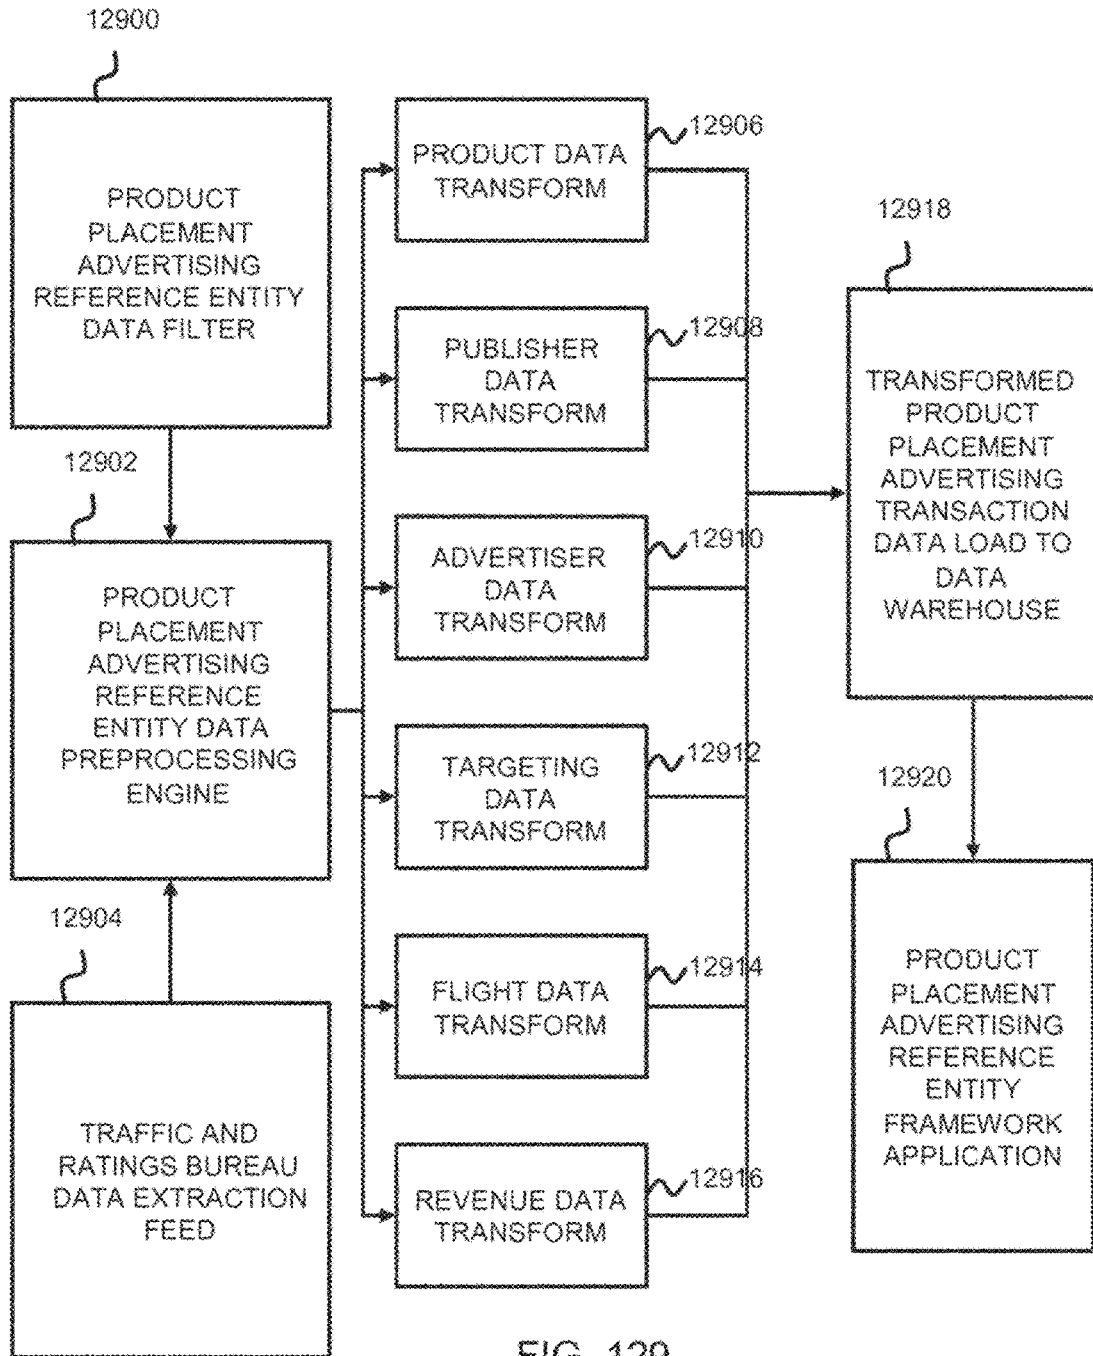 12900
PRODUCT
PLACEMENT
ADVERTISING
REFERENCE ENTITY
DATA FILTER
12902
PRODUCT
PLACEMENT
ADVERTISING
REFERENCE
ENTITY DATA
PREPROCESSING
ENGINE
12904
TRAFFIC AND
RATINGS BUREAU
DATA EXTRACTION
FEED
12906
PRODUCT DATA
TRANSFORM
12908
PUBLISHER
DATA
TRANSFORM
12910
ADVERTISER
DATA
TRANSFORM
12912
TARGETING
DATA
TRANSFORM
12914
FLIGHT DATA
TRANSFORM
12916
REVENUE DATA
TRANSFORM
12918
TRANSFORMED
PRODUCT
PLACEMENT
ADVERTISING
TRANSACTION
DATA LOAD TO
DATA
WAREHOUSE
12920
PRODUCT
PLACEMENT
ADVERTISING
REFERENCE
ENTITY
FRAMEWORK
APPLICATION
FIG. 129